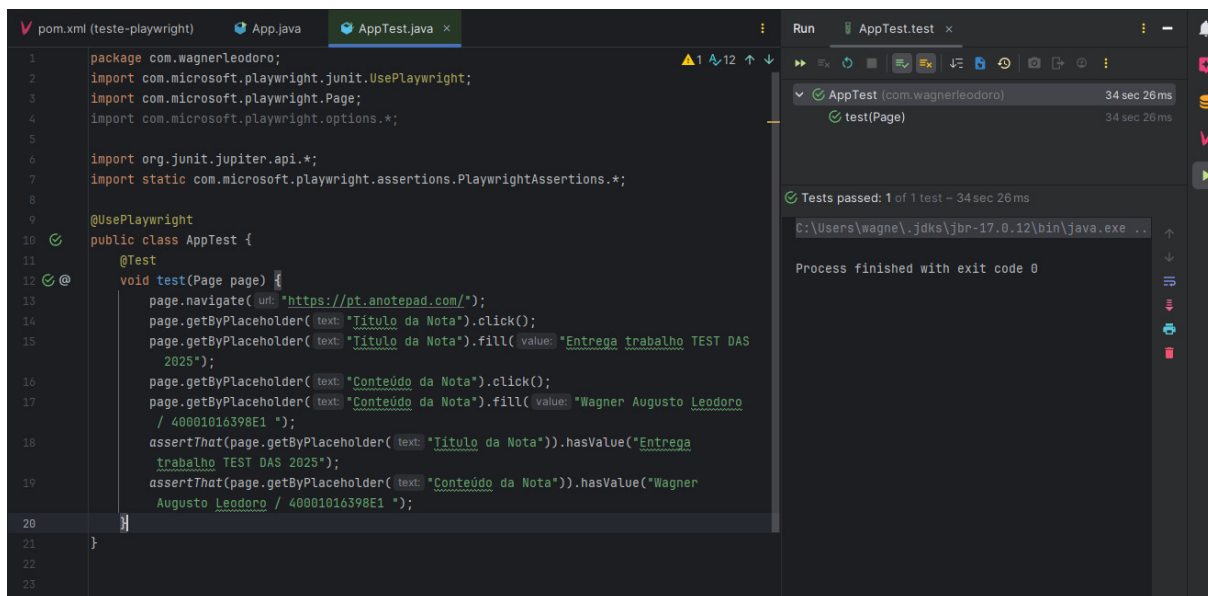 pom.xml (teste-playwright) App.java AppTest.java ×
Run AppTest.test ×
1 package com.wagnerleodoro;
1 12
2 import com.microsoft.playwright.junit.UsePlaywright;
3 import com.microsoft.playwright.Page;
4 import com.microsoft.playwright.options.*;
5
6 import org.junit.jupiter.api.*;
7 import static com.microsoft.playwright.assertions.PlaywrightAssertions.*;
8
9 @UsePlaywright
10 public class AppTest {
11 @Test
12 @ void test(Page page) {
13 page.navigate( url: "https://pt.anotepad.com/");
14 page.getByPlaceholder( text: "Título da Nota").click();
15 page.getByPlaceholder( text: "Título da Nota").fill( value: "Entrega trabalho TEST DAS
2025");
16 page.getByPlaceholder( text: "Conteúdo da Nota").click();
17 page.getByPlaceholder( text: "Conteúdo da Nota").fill( value: "Wagner Augusto Leodoro
/ 40001016398E1 ");
18 assertThat(page.getByPlaceholder( text: "Título da Nota")).hasValue("Entrega
trabalho TEST DAS 2025");
19 assertThat(page.getByPlaceholder( text: "Conteúdo da Nota")).hasValue("Wagner
Augusto Leodoro / 40001016398E1 ");
20 }
21 }
22
23
AppTest (com.wagnerleodoro) 34 sec 26 ms
test(Page) 34 sec 26 ms
Tests passed: 1 of 1 test – 34 sec 26 ms
C:\Users\wagne\.jdks\jbr-17.0.12\bin\java.exe ..
Process finished with exit code 0